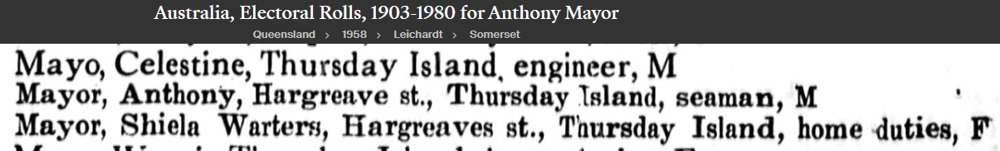 Australia, Electoral Rolls, 1903-1980 for Anthony Mayor
Queensland > 1958 > Leichardt > Somerset
Mayo, Celestine, Thursday Island, engineer, M
Mayor, Anthony, Hargreave st., Thursday Island, seaman, M
Mayor, Shiela Warters, Hargreaves st., Thursday Island, home duties, F